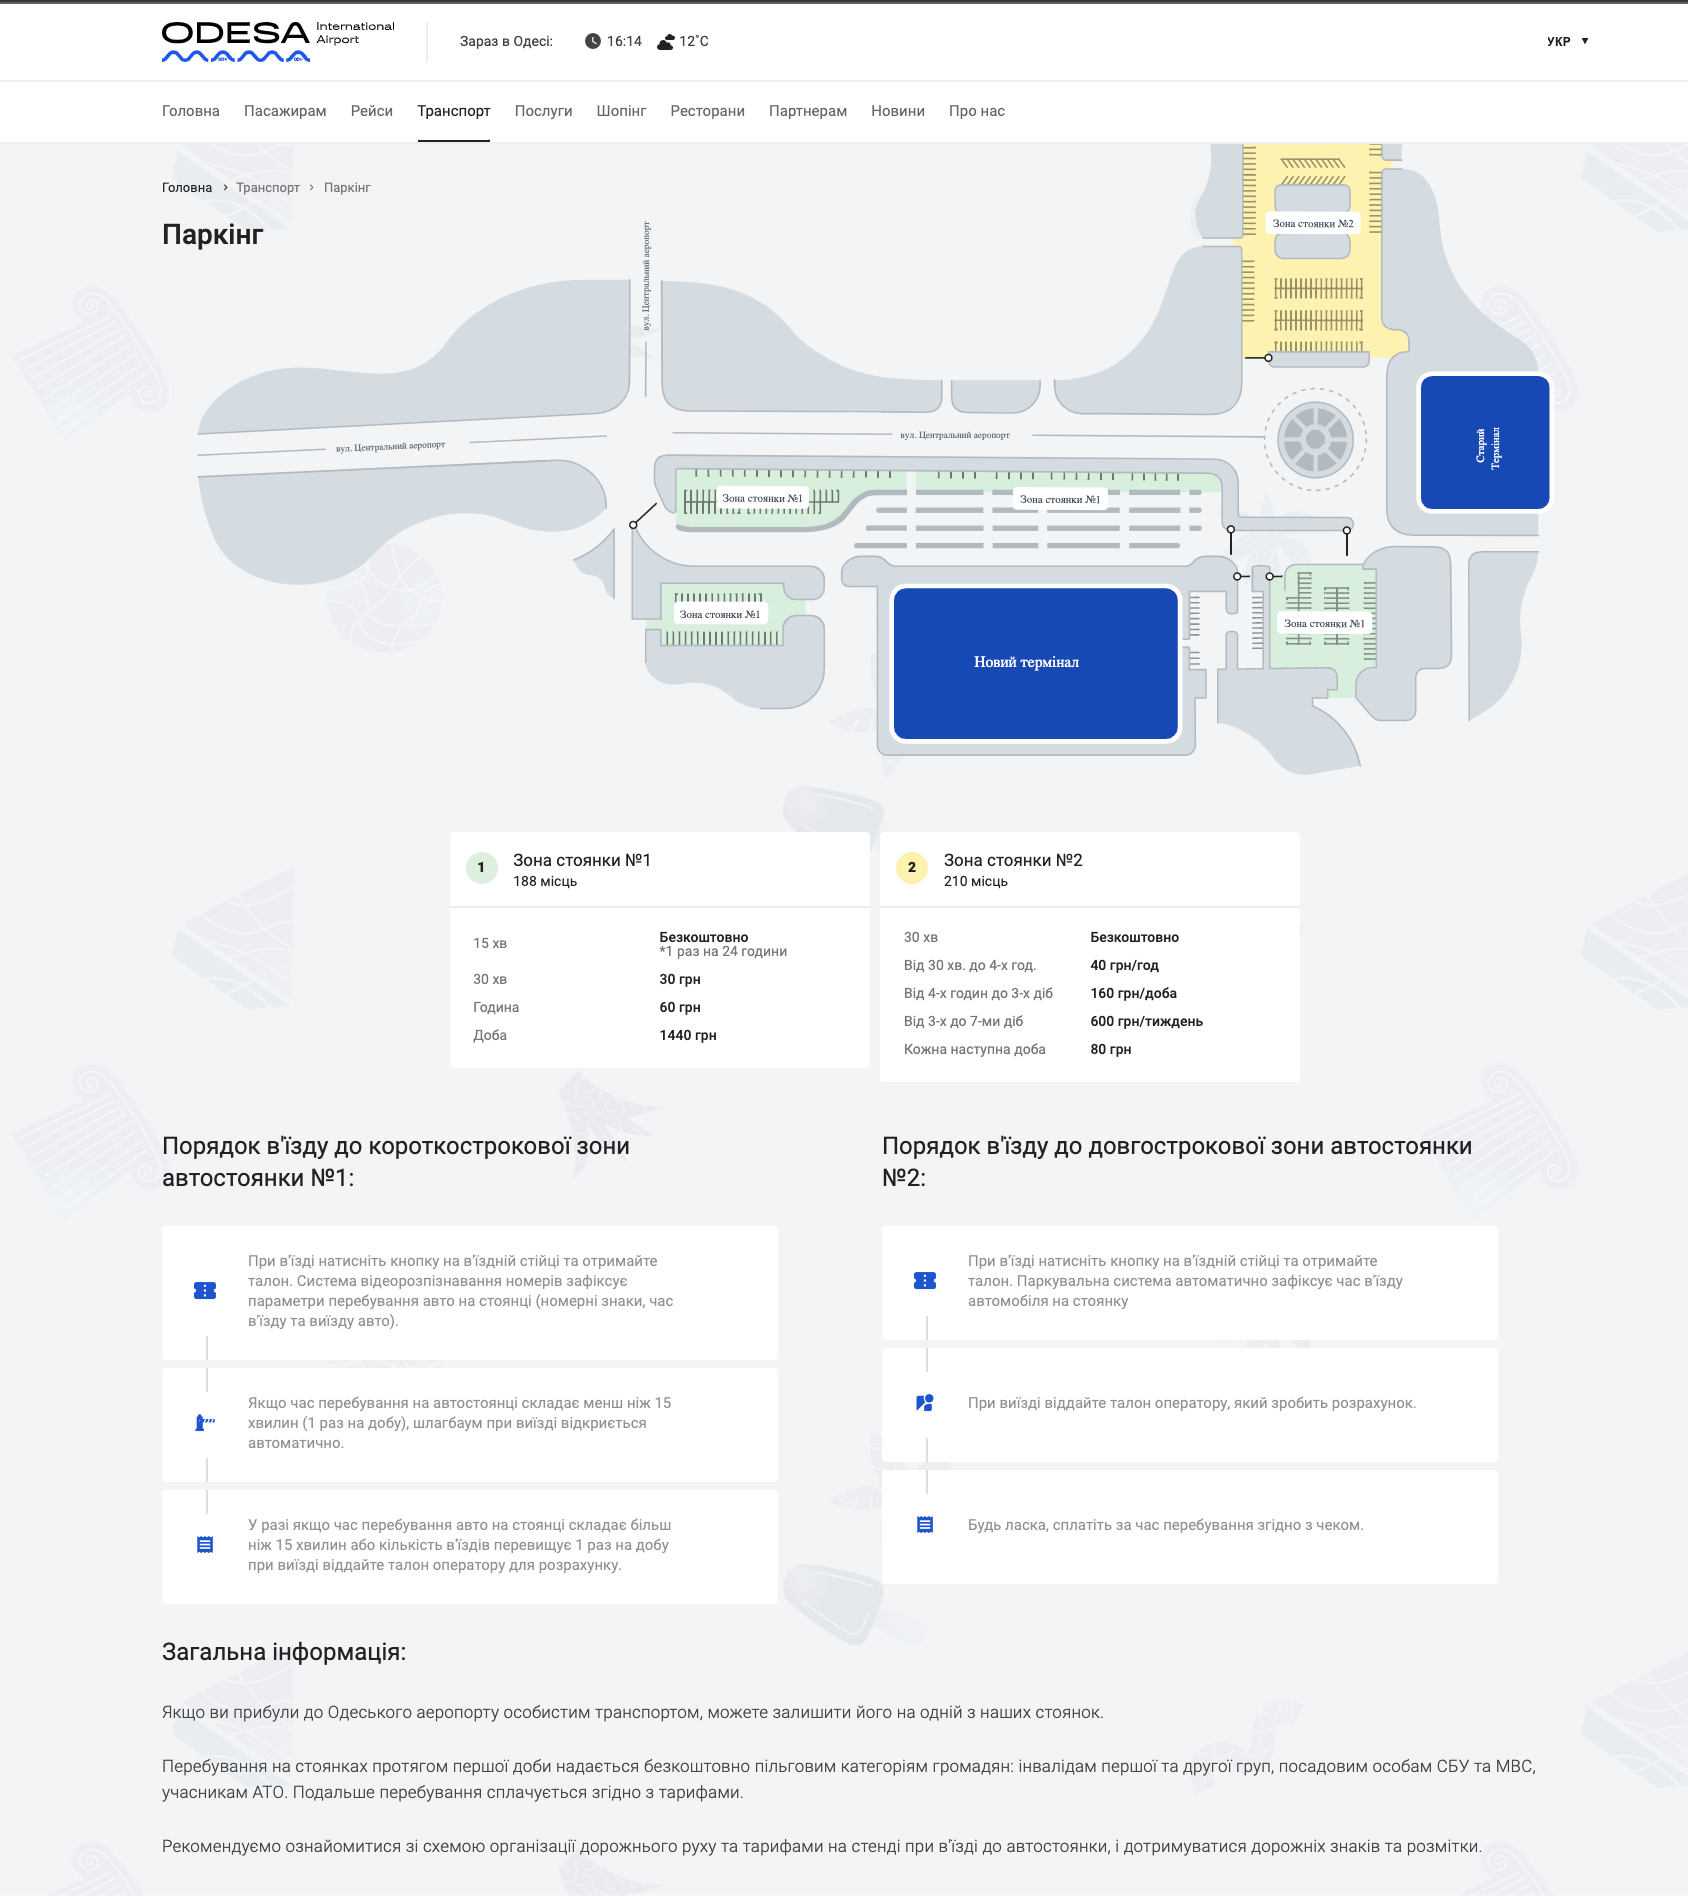 ODESA International
Airport
Зараз в Одесі: 16:14 12°C
УКР
Головна Пасажирам Рейси Транспорт Послуги Шопінг Ресторани Партнерам Новини Про нас
Головна > Транспорт > Паркінг
Паркінг
вул. Центральний аеропорт
Зона стоянки №2
вул. Центральний аеропорт
вул. Центральний аеропорт
Старий
Термінал
Зона стоянки №1
Зона стоянки №1
Зона стоянки №1
Зона стоянки №1
Новий термінал
1
Зона стоянки №1
188 місць
15 хв Безкоштовно
*1 раз на 24 години
30 хв 30 грн
Година 60 грн
Доба 1440 грн
2
Зона стоянки №2
210 місць
30 хв Безкоштовно
Від 30 хв. до 4-х год. 40 грн/год
Від 4-х годин до 3-х діб 160 грн/доба
Від 3-х до 7-ми діб 600 грн/тиждень
Кожна наступна доба 80 грн
Порядок в'їзду до короткострокової зони
автостоянки №1:
При в'їзді натисніть кнопку на в'їздній стійці та отримайте
талон. Система відеорозпізнавання номерів зафіксує
параметри перебування авто на стоянці (номерні знаки, час
в'їзду та виїзду авто).
Якщо час перебування на автостоянці складає менш ніж 15
хвилин (1 раз на добу), шлагбаум при виїзді відкриється
автоматично.
У разі якщо час перебування авто на стоянці складає більш
ніж 15 хвилин або кількість в'їздів перевищує 1 раз на добу
при виїзді віддайте талон оператору для розрахунку.
Порядок в'їзду до довгострокової зони автостоянки
№2:
При в'їзді натисніть кнопку на в'їздній стійці та отримайте
талон. Паркувальна система автоматично зафіксує час в'їзду
автомобіля на стоянку
При виїзді віддайте талон оператору, який зробить розрахунок.
Будь ласка, сплатіть за час перебування згідно з чеком.
Загальна інформація:
Якщо ви прибули до Одеського аеропорту особистим транспортом, можете залишити його на одній з наших стоянок.
Перебування на стоянках протягом першої доби надається безкоштовно пільговим категоріям громадян: інвалідам першої та другої груп, посадовим особам СБУ та МВС,
учасникам АТО. Подальше перебування сплачується згідно з тарифами.
Рекомендуємо ознайомитися зі схемою організації дорожнього руху та тарифами на стенді при в'їзді до автостоянки, і дотримуватися дорожніх знаків та розмітки.